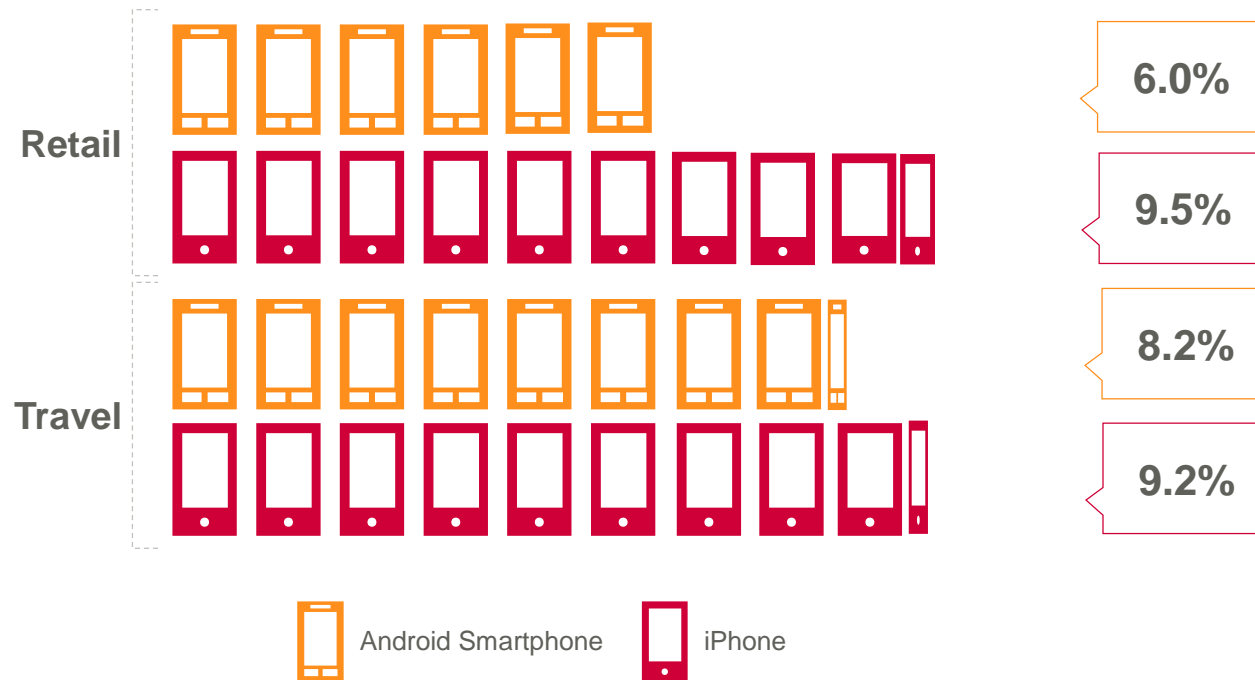 Retail
6.0%
9.5%
Travel
8.2%
9.2%
Android Smartphone
iPhone